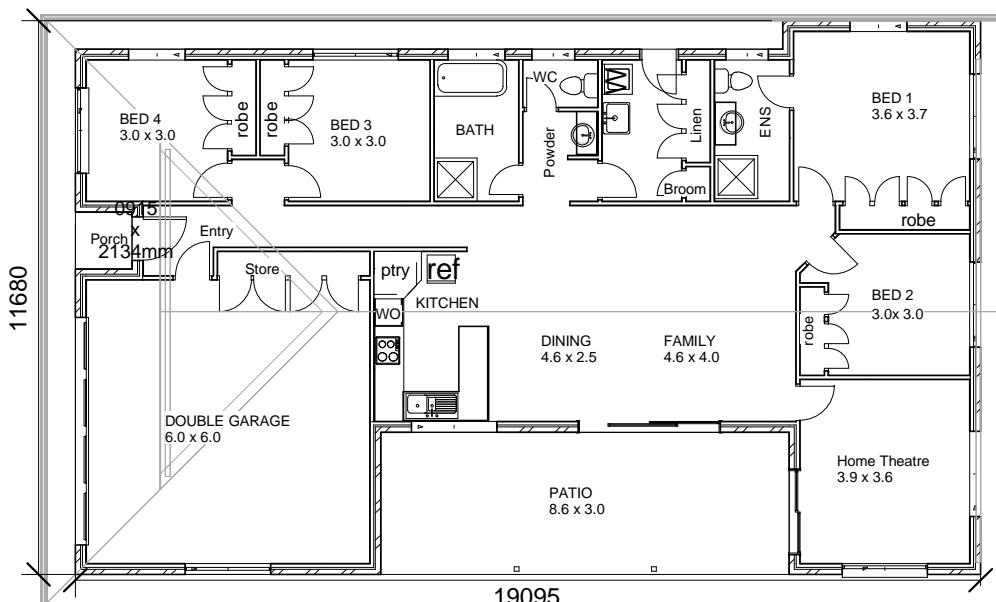 BED 4
3.0 x 3.0
robe
robe
BED 3
3.0 x 3.0
BATH
WC
Powder
Linen
Broom
ENS
BED 1
3.6 x 3.7
robe
0915
x
2134mm
Porch
Entry
Store
ptry
ref
WO
KITCHEN
DINING
4.6 x 2.5
FAMILY
4.6 x 4.0
BED 2
3.0x 3.0
robe
11680
DOUBLE GARAGE
6.0 x 6.0
Home Theatre
3.9 x 3.6
PATIO
8.6 x 3.0
19095